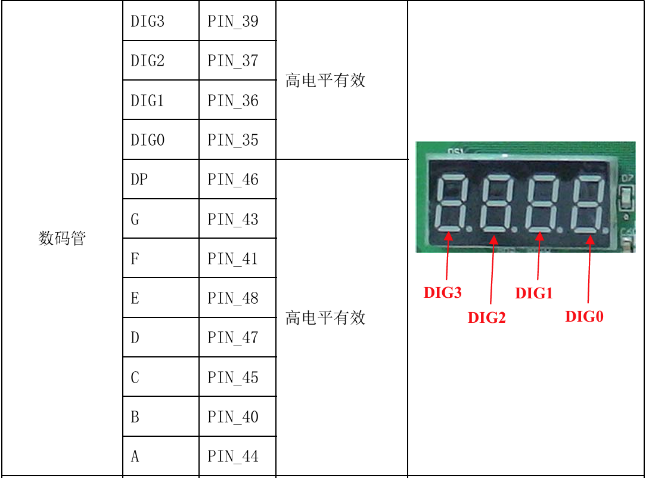 数码管
DIG3 PIN_39
DIG2 PIN_37
DIG1 PIN_36
DIG0 PIN_35
高电平有效
DP PIN_46
G PIN_43
F PIN_41
E PIN_48
D PIN_47
C PIN_45
B PIN_40
A PIN_44
高电平有效
DS1
D7
DIG3
DIG2
DIG1
DIG0